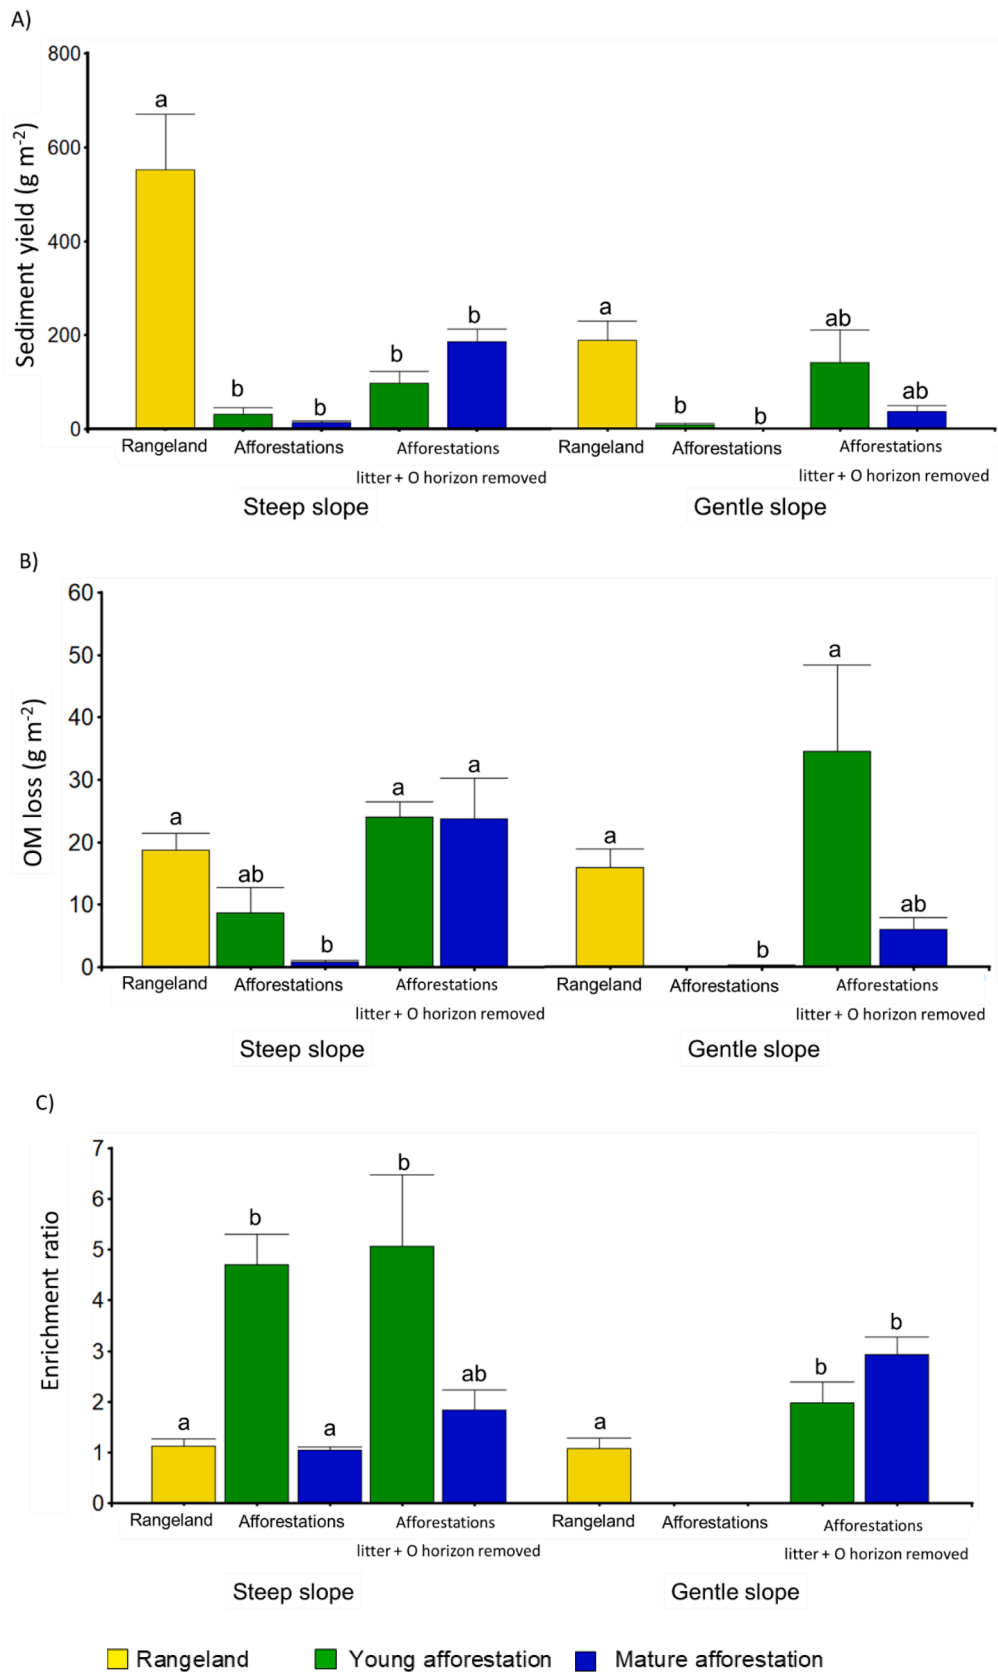 A)
Sediment yield (g m-2)
800
600
400
200
0
a
b
b
b
b
a
b
b
ab
ab
Rangeland
Afforestations
Afforestations
litter + O horizon removed
Rangeland
Afforestations
Afforestations
litter + O horizon removed
Steep slope
Gentle slope
B)
OM loss (g m-2)
60
50
40
30
20
10
0
a
ab
b
a
a
a
b
a
ab
Rangeland
Afforestations
Afforestations
litter + O horizon removed
Rangeland
Afforestations
Afforestations
litter + O horizon removed
Steep slope
Gentle slope
C)
Enrichment ratio
7
6
5
4
3
2
1
0
a
b
a
b
ab
a
b
b
Rangeland
Afforestations
Afforestations
litter + O horizon removed
Rangeland
Afforestations
Afforestations
litter + O horizon removed
Steep slope
Gentle slope
Rangeland
Young afforestation
Mature afforestation